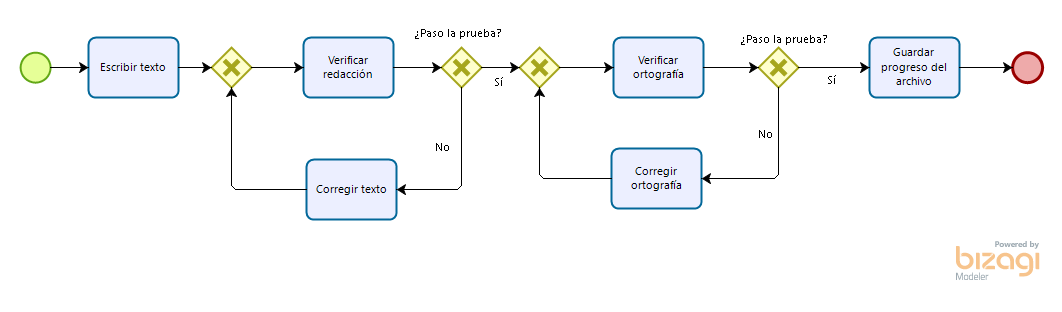 Escribir texto
Verificar
redacción
¿Paso la prueba?
Sí
No
Corregir texto
Verificar
ortografía
¿Paso la prueba?
Sí
No
Corregir
ortografía
Guardar
progreso del
archivo
Powered by
bizagi
Modeler